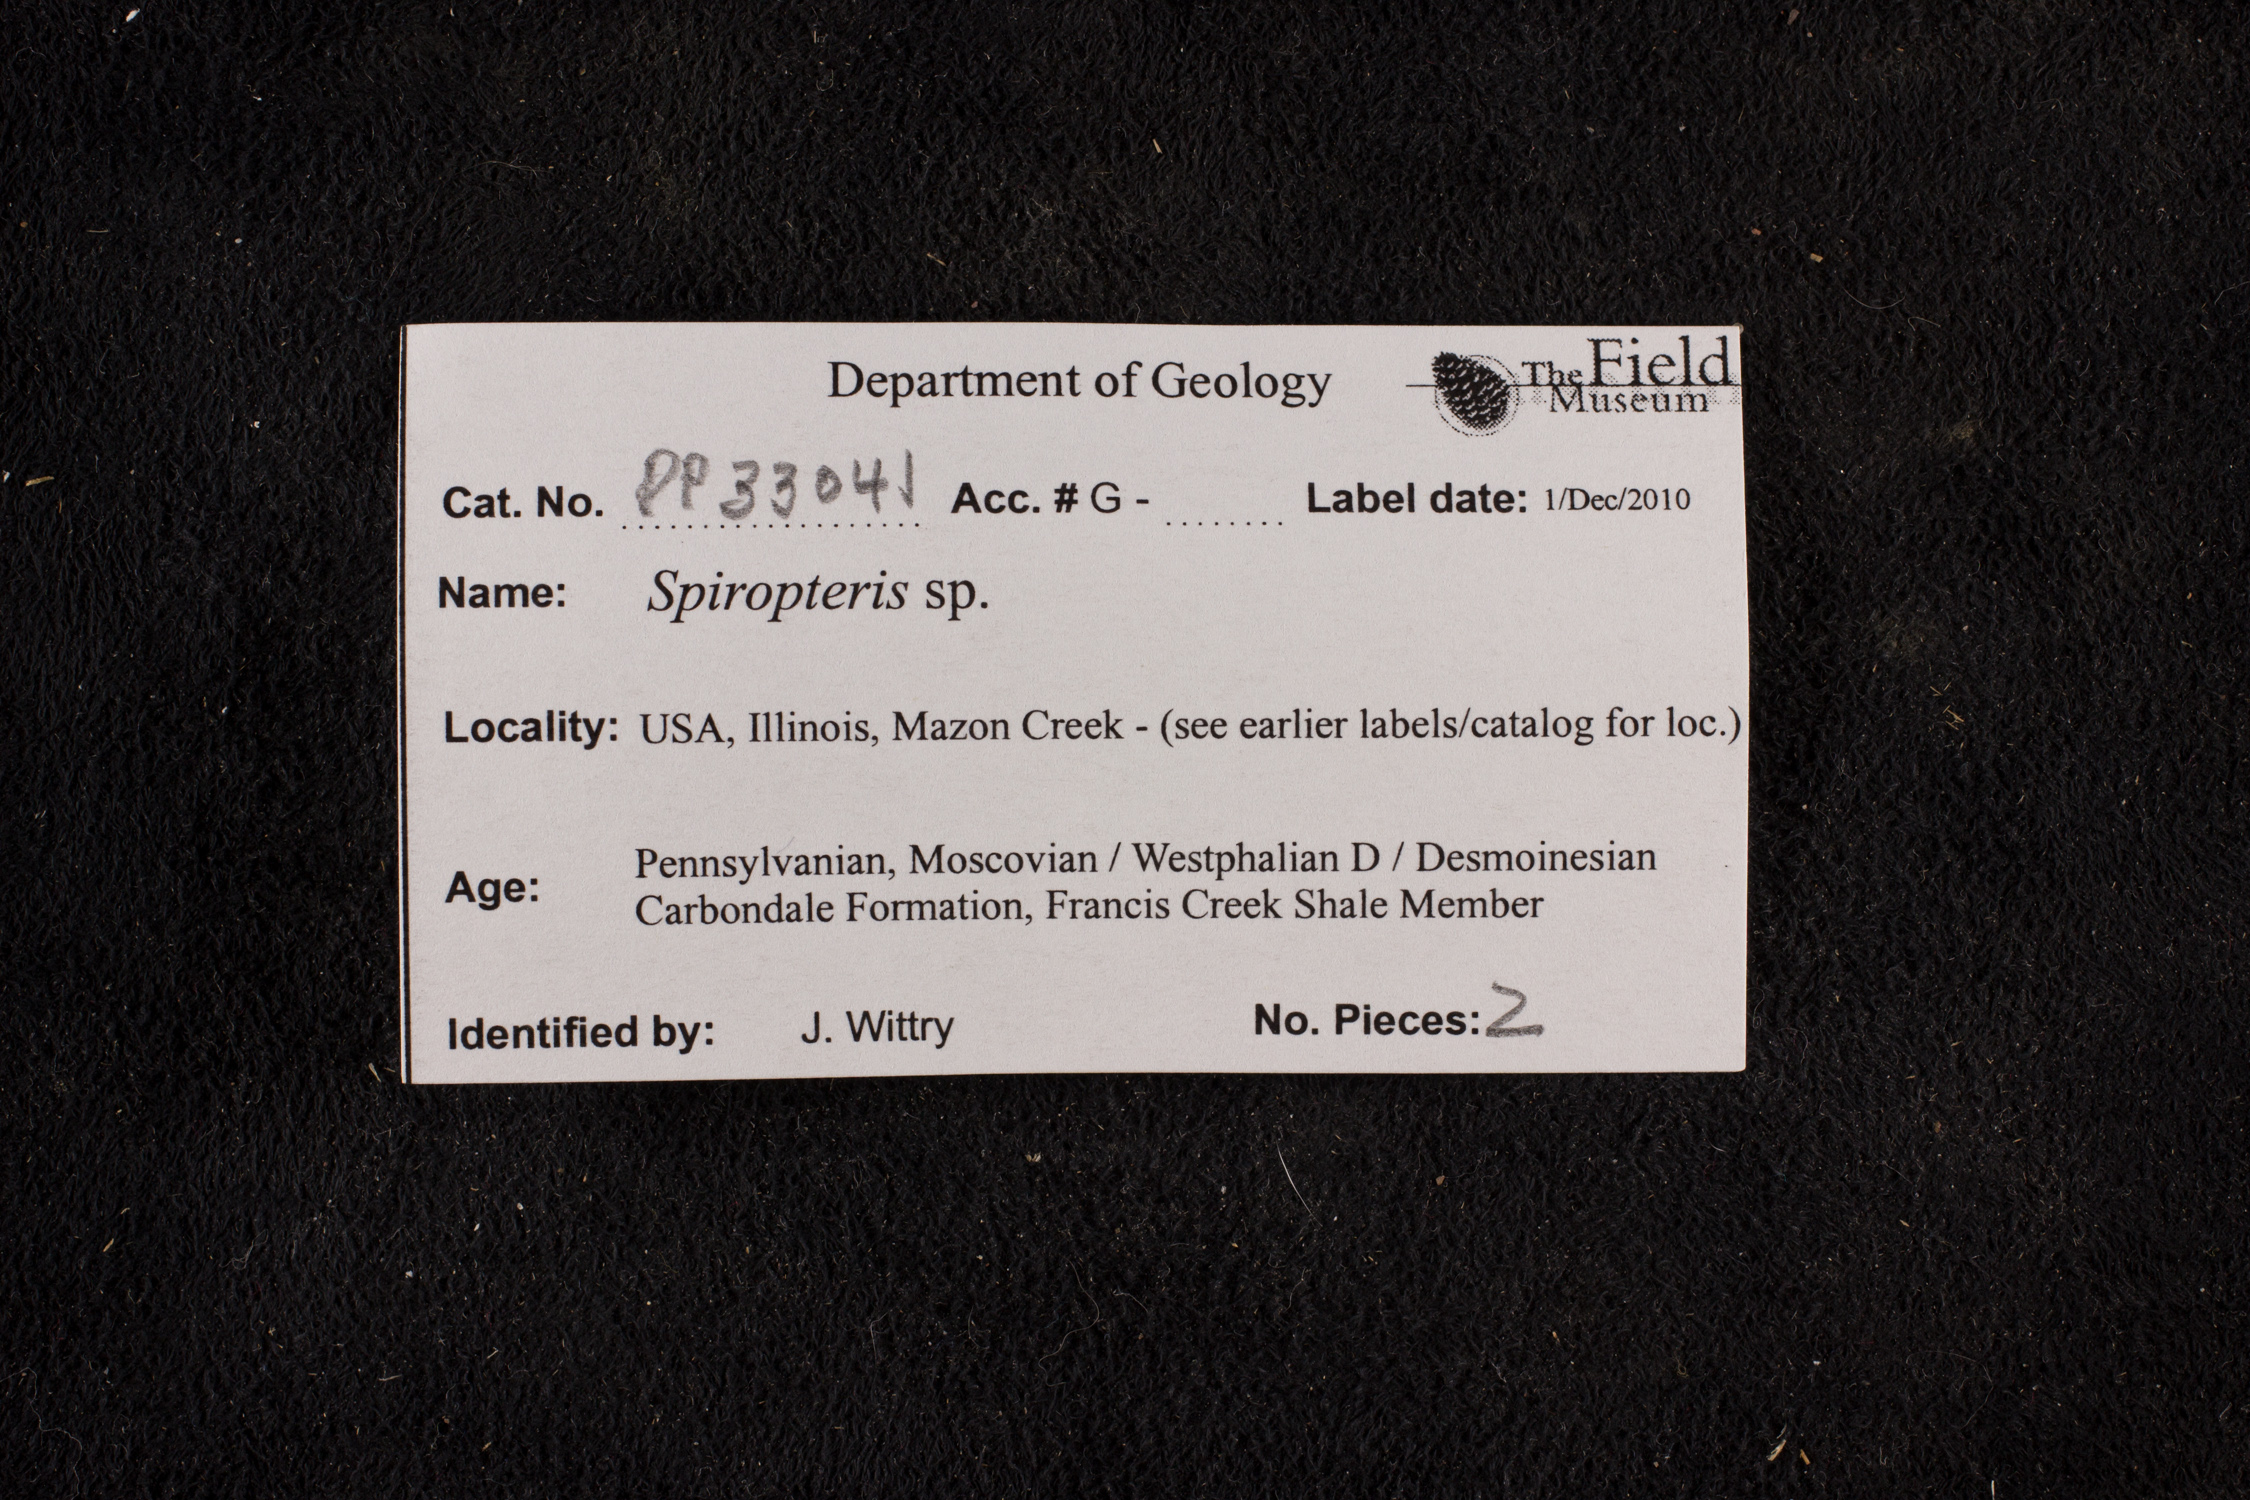 Department of Geology
The Field Museum
Cat. No. PP33041 Acc. # G - ........ Label date: 1/Dec/2010
Name: Spiropteris sp.
Locality: USA, Illinois, Mazon Creek - (see earlier labels/catalog for loc.)
Age: Pennsylvanian, Moscovian / Westphalian D / Desmoinesian
Carbondale Formation, Francis Creek Shale Member
Identified by: J. Wittry No. Pieces: 2